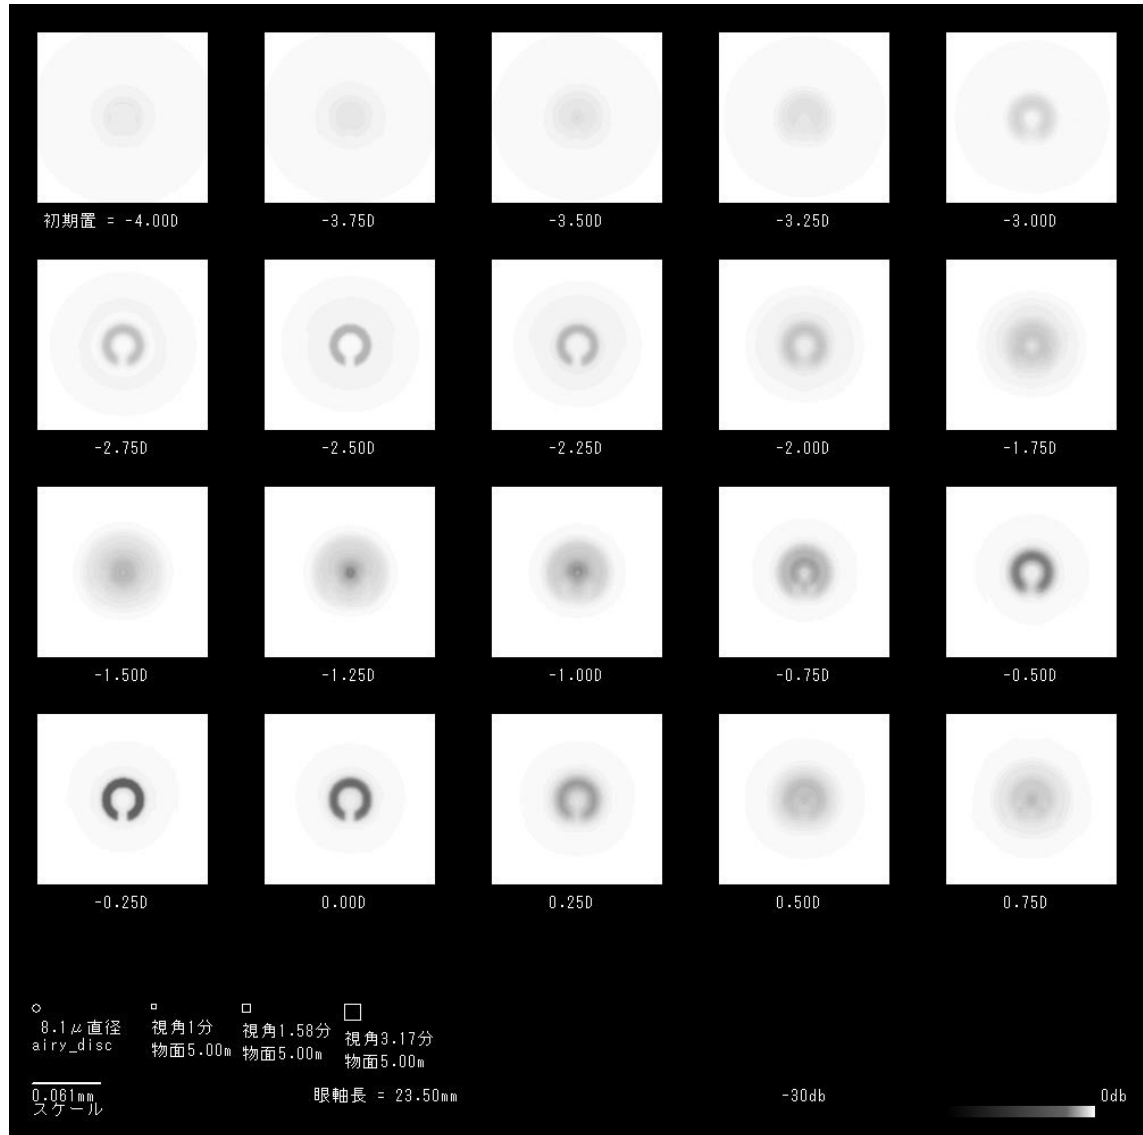 初期置 = -4.00D -3.75D -3.50D -3.25D -3.00D
-2.75D -2.50D -2.25D -2.00D -1.75D
-1.50D -1.25D -1.00D -0.75D -0.50D
-0.25D 0.00D 0.25D 0.50D 0.75D
8.1μ直径
airy_disc
視角1分
物面5.00m
視角1.58分
物面5.00m
視角3.17分
物面5.00m
0.061mm
スケール
眼軸長 = 23.50mm
-30db
0db